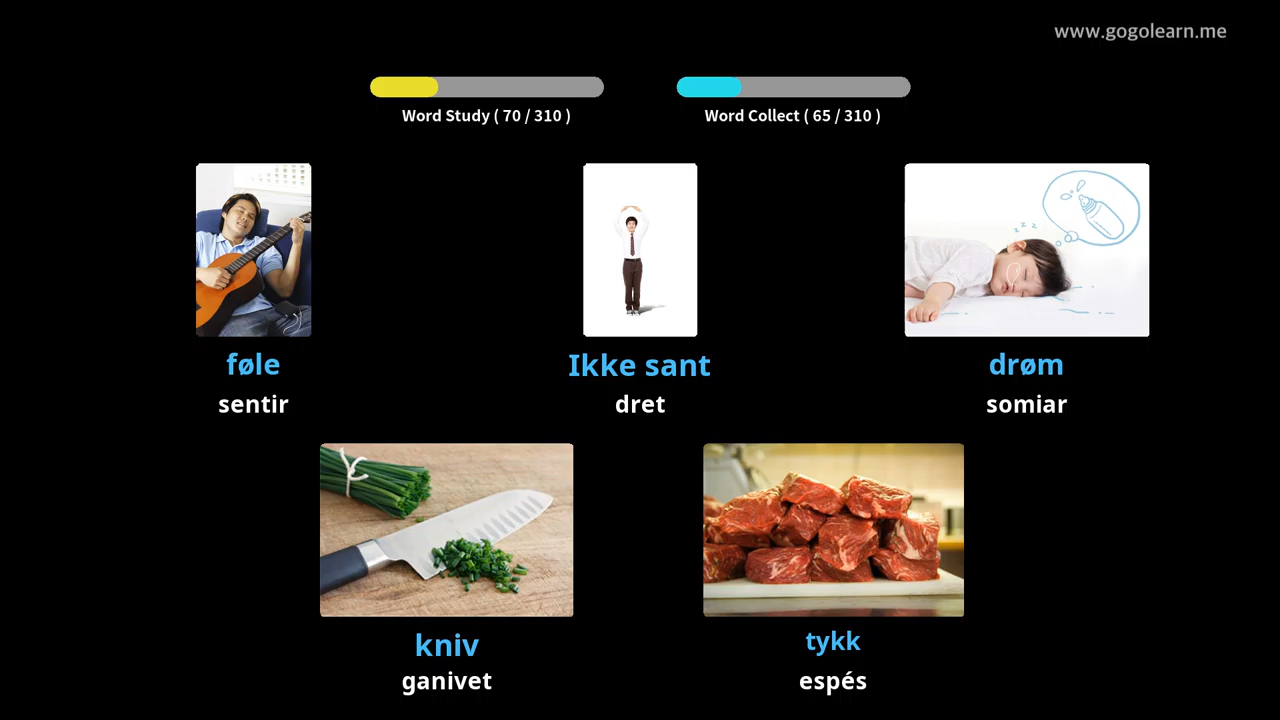 www.gogolearn.me
Word Study ( 70 / 310 )
Word Collect ( 65 / 310 )
føle
Ikke sant
drøm
sentir
dret
somiar
kniv
tykk
ganivet
espés